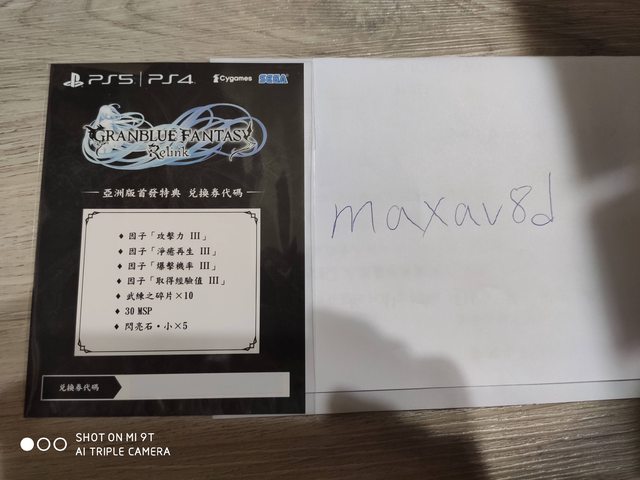 PS5 | PS4
Cygames
SEGA
GRANBLUE FANTASY
Relink
亞洲版首發特典 兌換券代碼
◆ 因子「攻擊力 III」
◆ 因子「淨癒再生 III」
◆ 因子「爆擊機率 III」
◆ 因子「取得經驗值 III」
◆ 武練之碎片×10
◆ 30 MSP
◆ 閃亮石・小×5
兌換券代碼
maxav8d
SHOT ON MI 9T
AI TRIPLE CAMERA